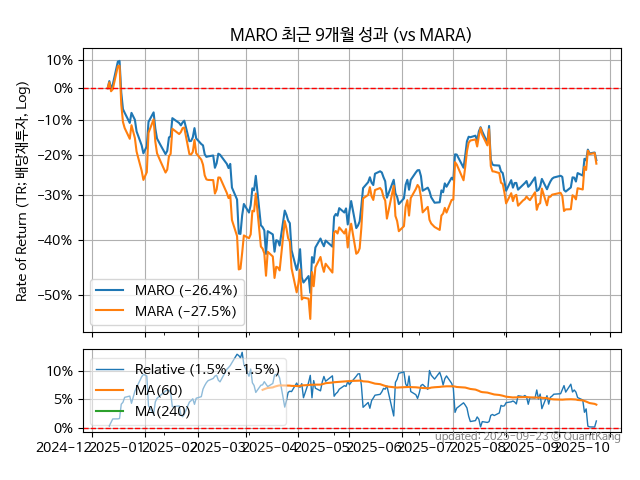 MARO 최근 9개월 성과 (vs MARA)
Rate of Return (TR: 배당재투자, Log)
10%
0%
−10%
−20%
−30%
−40%
−50%
MARO (−26.4%)
MARA (−27.5%)
10%
5%
0%
Relative (1.5%, −1.5%)
MA(60)
MA(240)
2024−12 2025−01 2025−02 2025−03 2025−04 2025−05 2025−06 2025−07 2025−08 2025−09 2025−10
updated: 2025−09−23 © QuantKang